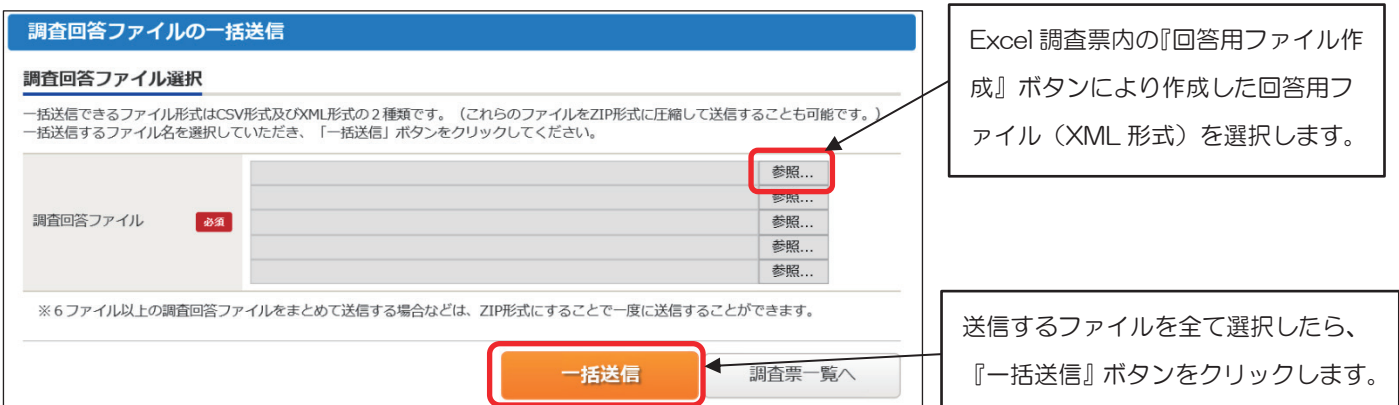 調査回答ファイルの一括送信
調査回答ファイル選択
一括送信できるファイル形式はCSV形式及びXML形式の２種類です。（これらのファイルをZIP形式に圧縮して送信することも可能です。）
一括送信するファイル名を選択していただき、「一括送信」ボタンをクリックしてください。
調査回答ファイル 必須
参照...
参照...
参照...
参照...
参照...
※６ファイル以上の調査回答ファイルをまとめて送信する場合などは、ZIP形式にすることで一度に送信することができます。
一括送信
調査票一覧へ
Excel 調査票内の『回答用ファイル作
成』ボタンにより作成した回答用フ
ァイル（XML 形式）を選択します。
送信するファイルを全て選択したら、
『一括送信』ボタンをクリックします。